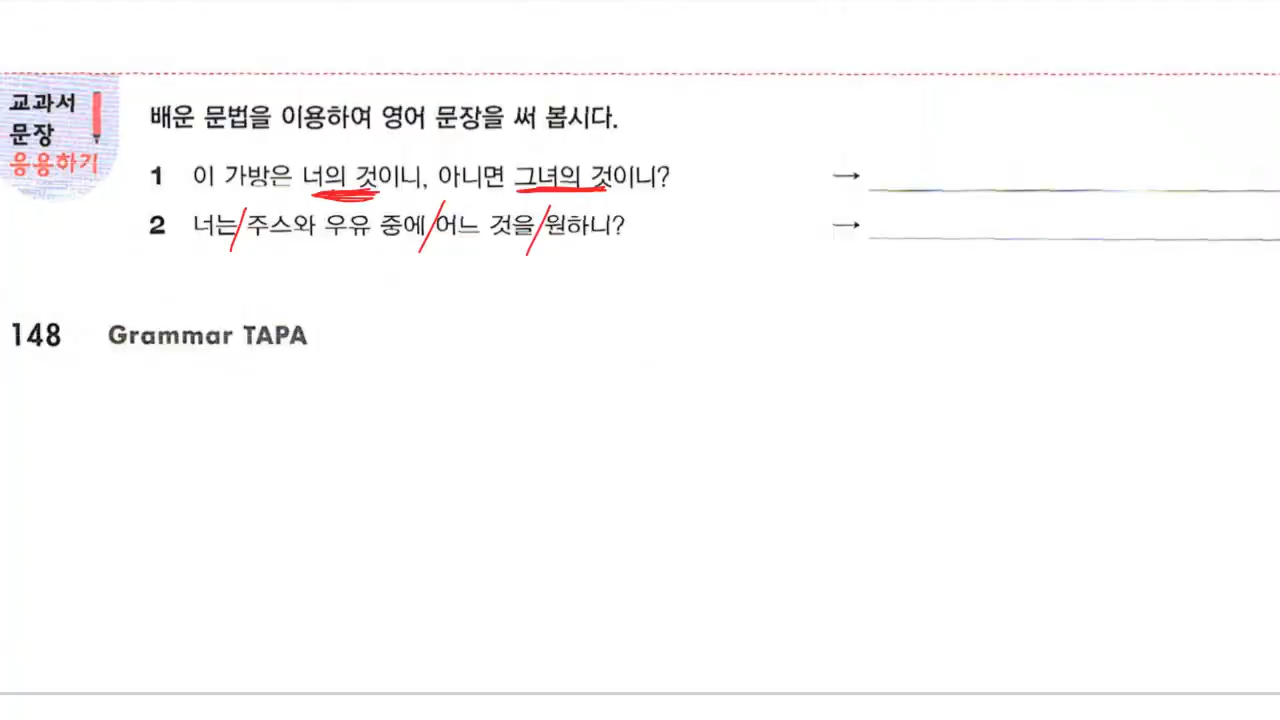 교과서
문장
응용하기
배운 문법을 이용하여 영어 문장을 써 봅시다.
1 이 가방은 너의 것이니, 아니면 그녀의 것이니? →
2 너는 주스와 우유 중에 어느 것을 원하니? →
148 Grammar TAPA